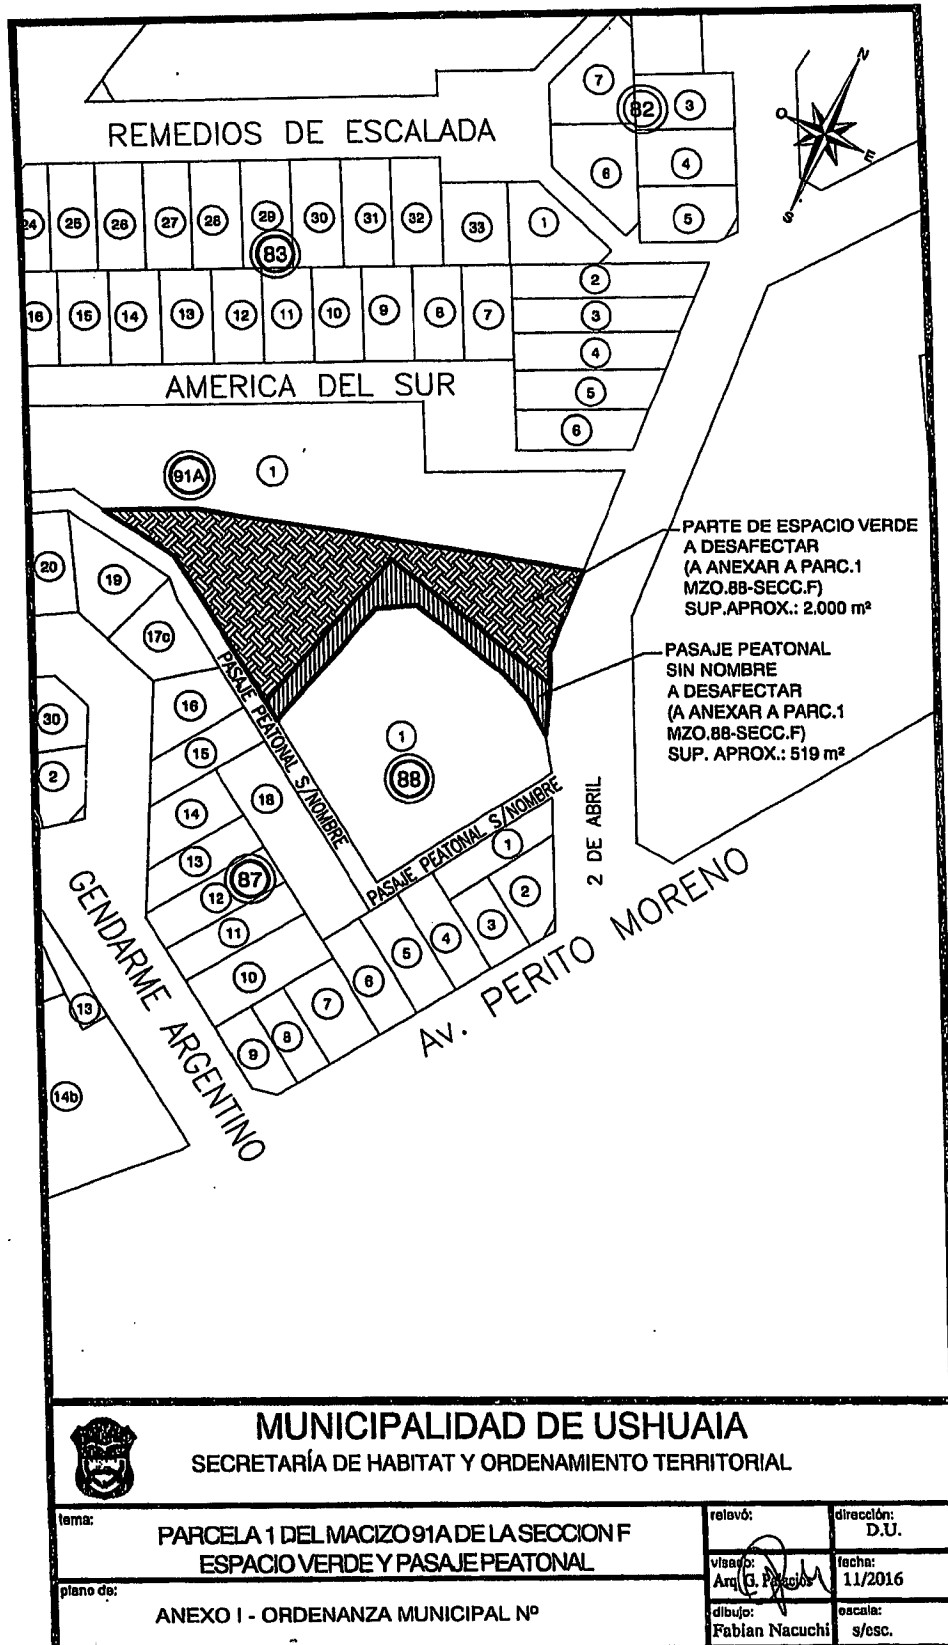 7
82
3
N
O
E
S
REMEDIOS DE ESCALADA
6
4
5
24
25
26
27
28
29
30
31
32
33
1
83
2
16
15
14
13
12
11
10
9
8
7
3
4
AMERICA DEL SUR
5
6
91A
1
PARTE DE ESPACIO VERDE
A DESAFECTAR
(A ANEXAR A PARC.1
MZO.88-SECC.F)
SUP.APROX.: 2.000 m²
20
19
17c
PASAJE PEATONAL
SIN NOMBRE
A DESAFECTAR
(A ANEXAR A PARC.1
MZO.88-SECC.F)
SUP. APROX.: 519 m²
PASAJE PEATONAL S/NOMBRE
16
30
15
1
2
88
18
14
PASAJE PEATONAL S/NOMBRE
2 DE ABRIL
13
1
87
12
2
11
3
4
5
10
6
7
8
9
GENDARME ARGENTINO
Av. PERITO MORENO
13
14b
MUNICIPALIDAD DE USHUAIA
SECRETARÍA DE HABITAT Y ORDENAMIENTO TERRITORIAL
tema:
PARCELA 1 DEL MACIZO 91A DE LA SECCION F
ESPACIO VERDE Y PASAJE PEATONAL
relevó:
dirección:
D.U.
visado:
Arq. G. Palacios
fecha:
11/2016
plano de:
ANEXO I - ORDENANZA MUNICIPAL Nº
dibujo:
Fabian Nacuchi
escala:
s/esc.